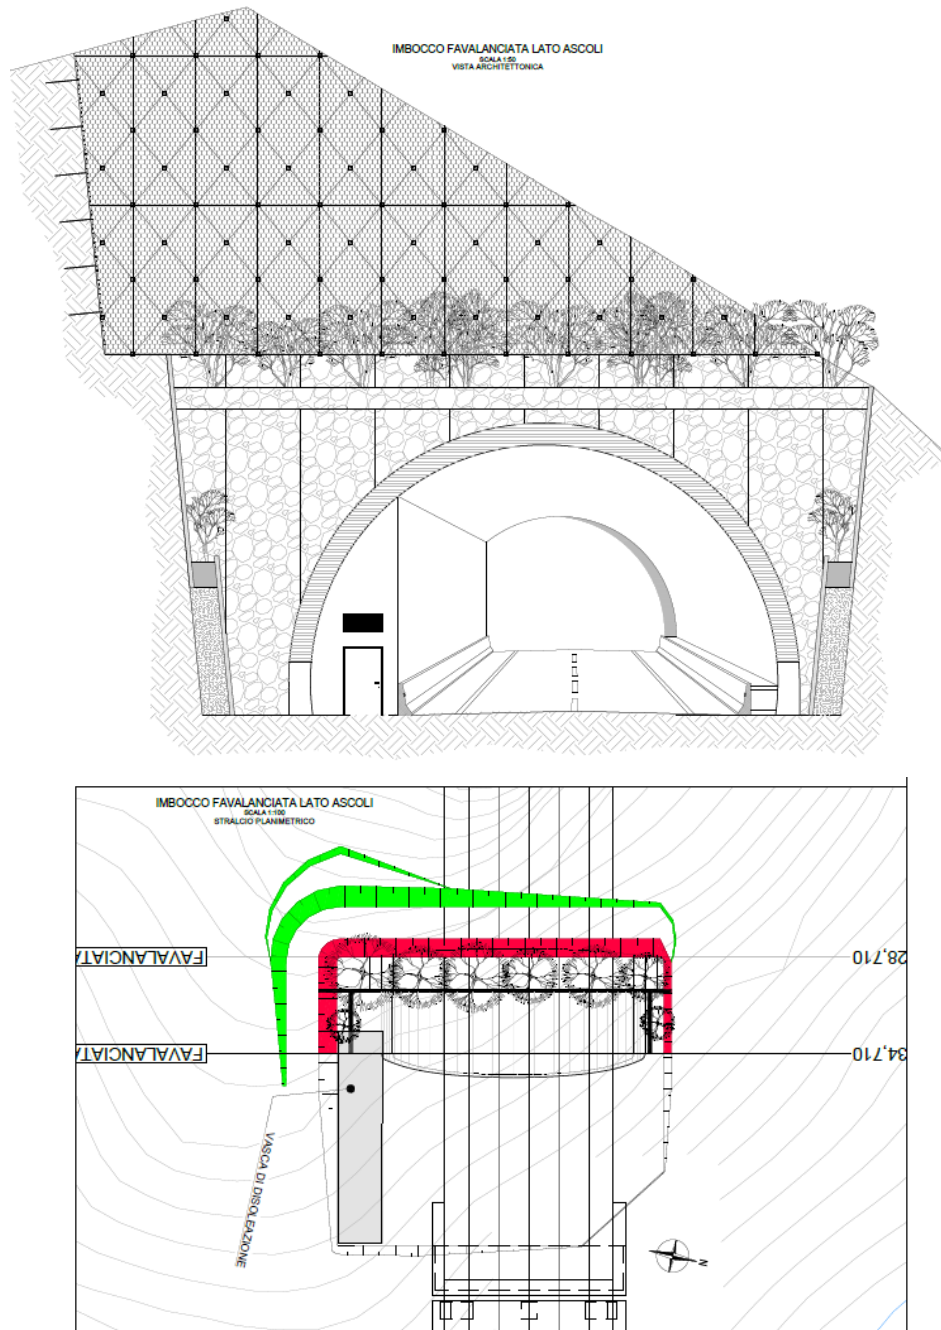 IMBOCCO FAVALANCIATA LATO ASCOLI
SCALA 1:50
VISTA ARCHITETTONICA
IMBOCCO FAVALANCIATA LATO ASCOLI
SCALA 1:100
STRALCIO PLANIMETRICO
FAVALANCIATA
28,710
FAVALANCIATA
34,710
VASCA DI DISOLEAZIONE
N